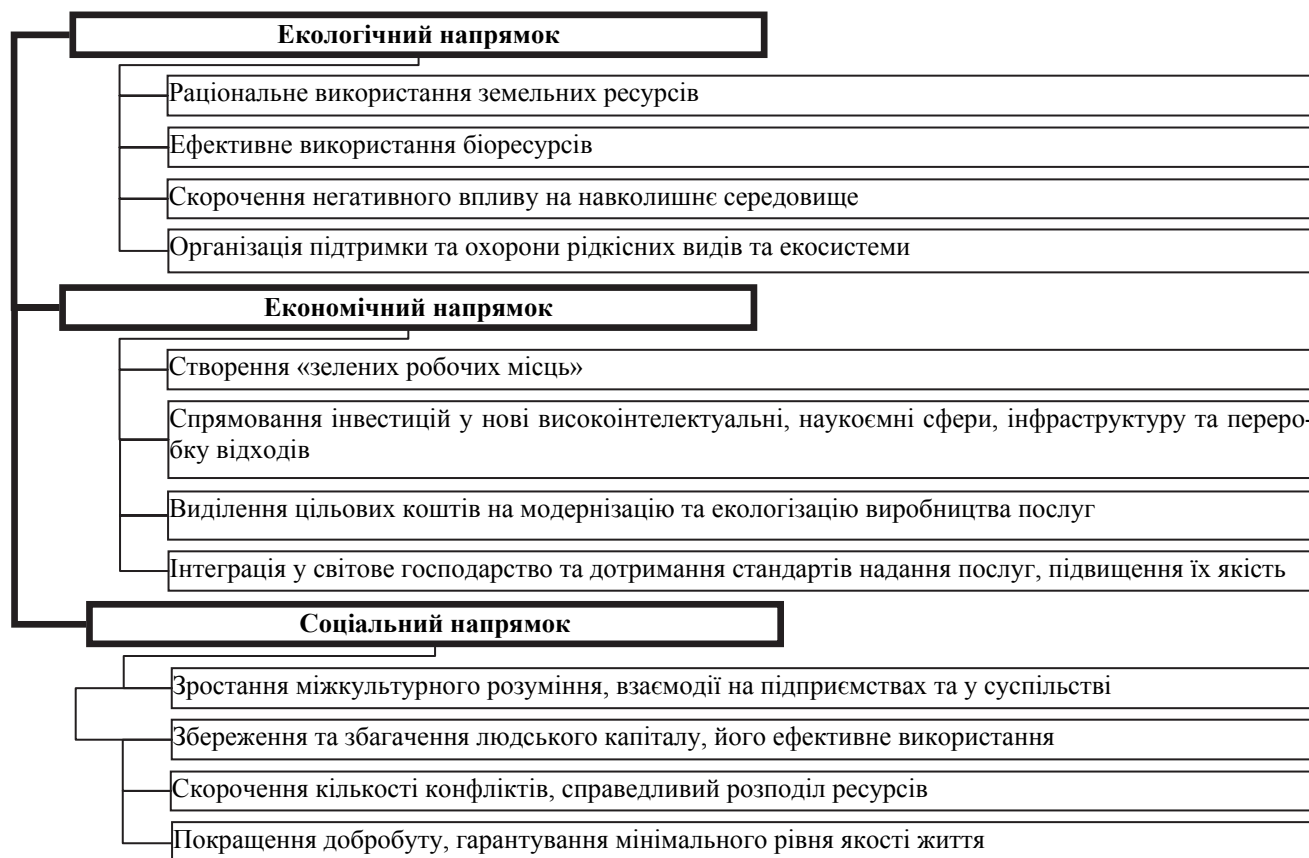 Екологічний напрямок
Раціональне використання земельних ресурсів
Ефективне використання біоресурсів
Скорочення негативного впливу на навколишнє середовище
Організація підтримки та охорони рідкісних видів та екосистеми
Економічний напрямок
Створення «зелених робочих місць»
Спрямовання інвестицій у нові високоінтелектуальні, наукоємні сфери, інфраструктуру та переро-
бку відходів
Виділення цільових коштів на модернізацію та екологізацію виробництва послуг
Інтеграція у світове господарство та дотримання стандартів надання послуг, підвищення їх якість
Соціальний напрямок
Зростання міжкультурного розуміння, взаємодії на підприємствах та у суспільстві
Збереження та збагачення людського капіталу, його ефективне використання
Скорочення кількості конфліктів, справедливий розподіл ресурсів
Покращення добробуту, гарантування мінімального рівня якості життя